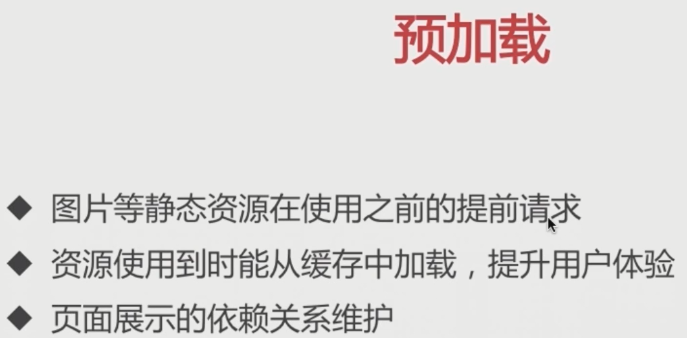 预加载
◆ 图片等静态资源在使用之前的提前请求
◆ 资源使用到时能从缓存中加载，提升用户体验
◆ 页面展示的依赖关系维护